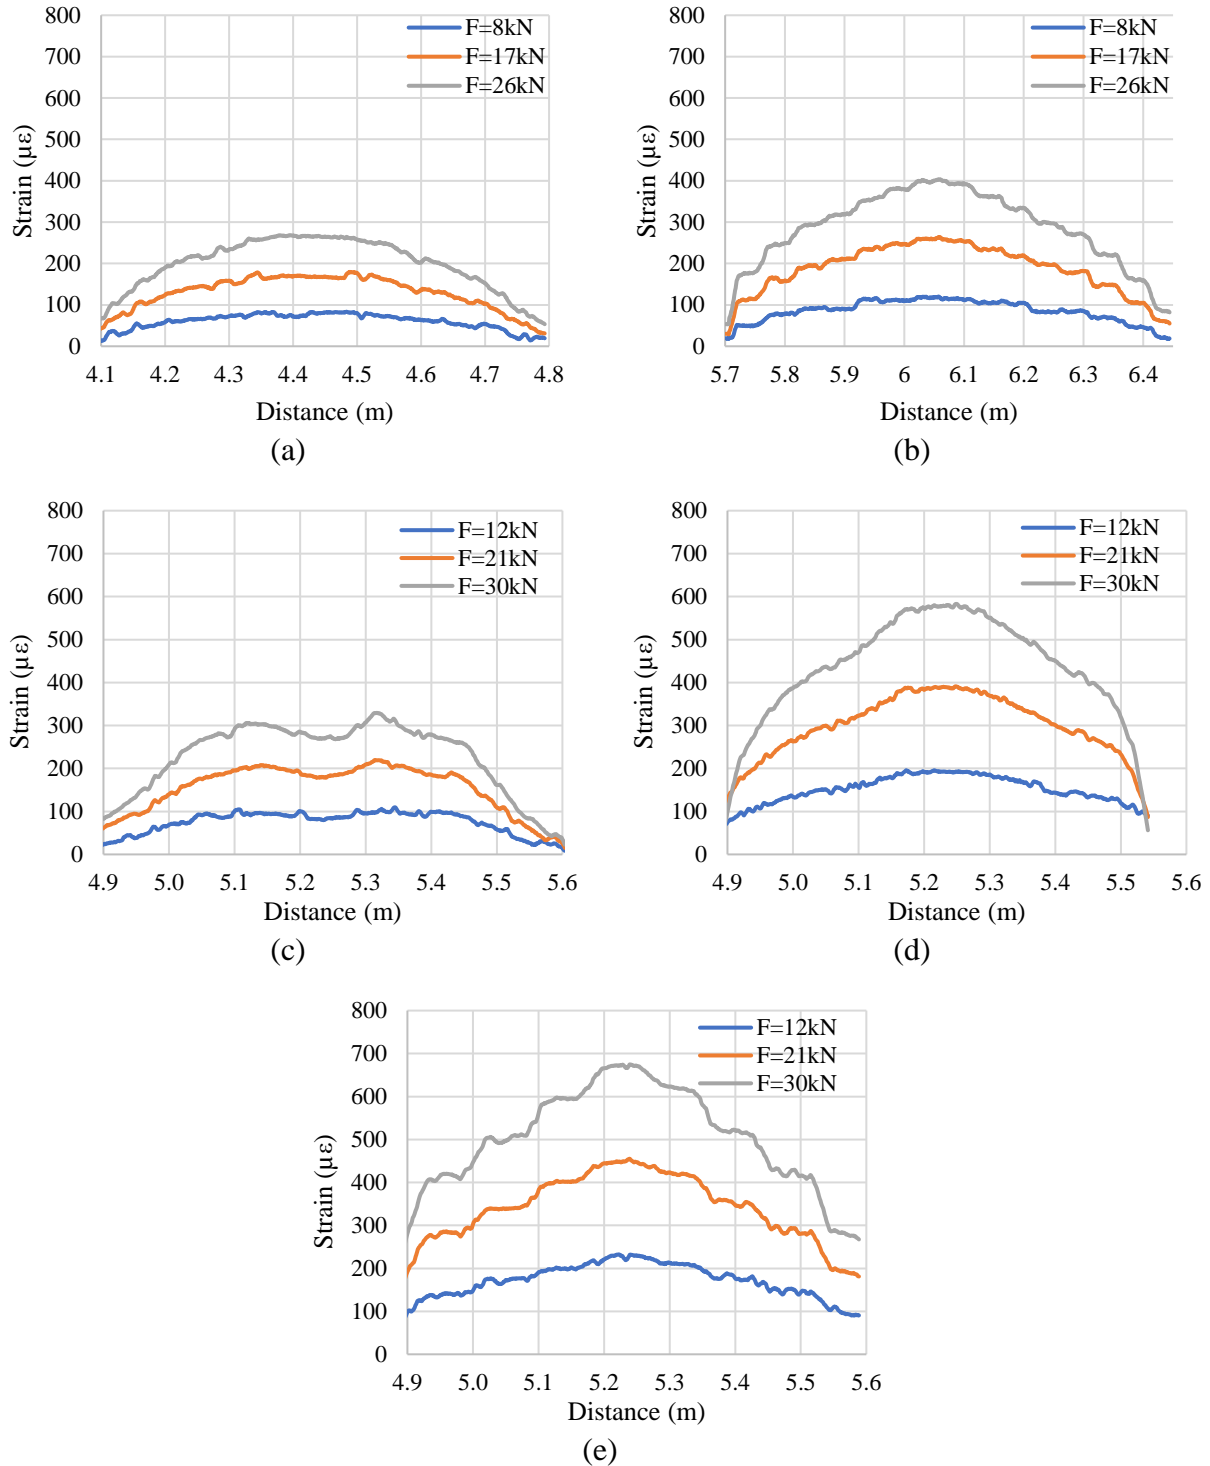 800
700
600
500
400
300
200
100
0
Strain (µε)
F=8kN
F=17kN
F=26kN
4.1 4.2 4.3 4.4 4.5 4.6 4.7 4.8
Distance (m)
(a)
800
700
600
500
400
300
200
100
0
Strain (µε)
F=8kN
F=17kN
F=26kN
5.7 5.8 5.9 6 6.1 6.2 6.3 6.4
Distance (m)
(b)
800
700
600
500
400
300
200
100
0
Strain (µε)
F=12kN
F=21kN
F=30kN
4.9 5.0 5.1 5.2 5.3 5.4 5.5 5.6
Distance (m)
(c)
800
700
600
500
400
300
200
100
0
Strain (µε)
F=12kN
F=21kN
F=30kN
4.9 5.0 5.1 5.2 5.3 5.4 5.5 5.6
Distance (m)
(d)
800
700
600
500
400
300
200
100
0
Strain (µε)
F=12kN
F=21kN
F=30kN
4.9 5.0 5.1 5.2 5.3 5.4 5.5 5.6
Distance (m)
(e)